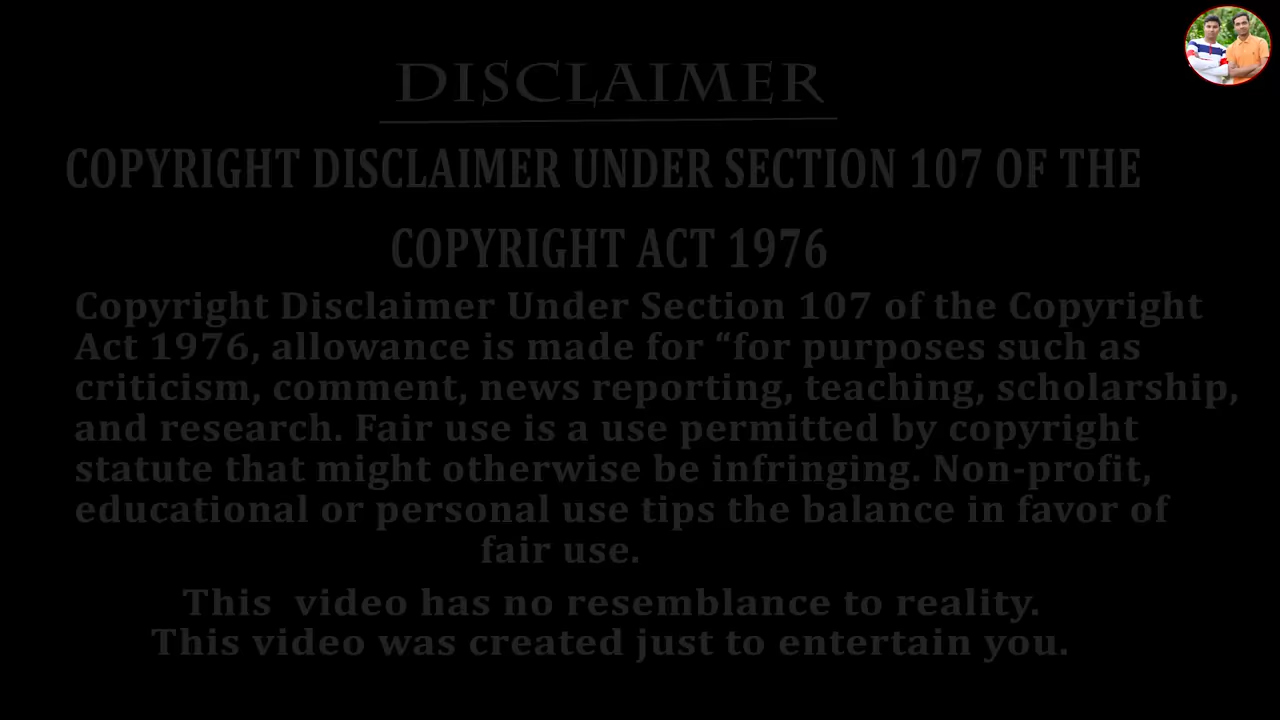 DISCLAIMER
COPYRIGHT DISCLAIMER UNDER SECTION 107 OF THE
COPYRIGHT ACT 1976
Copyright Disclaimer Under Section 107 of the Copyright
Act 1976, allowance is made for “for purposes such as
criticism, comment, news reporting, teaching, scholarship,
and research. Fair use is a use permitted by copyright
statute that might otherwise be infringing. Non-profit,
educational or personal use tips the balance in favor of
fair use.
This  video has no resemblance to reality.
This video was created just to entertain you.